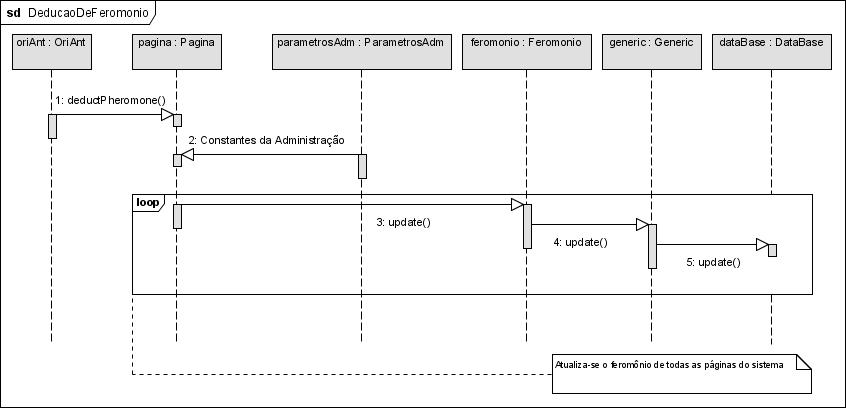 sd DeducaoDeFeromonio
oriAnt : OriAnt
pagina : Pagina
parametrosAdm : ParametrosAdm
feromonio : Feromonio
generic : Generic
dataBase : DataBase
1: deductPheromone()
2: Constantes da Administração
loop
3: update()
4: update()
5: update()
Atualiza-se o feromônio de todas as páginas do sistema